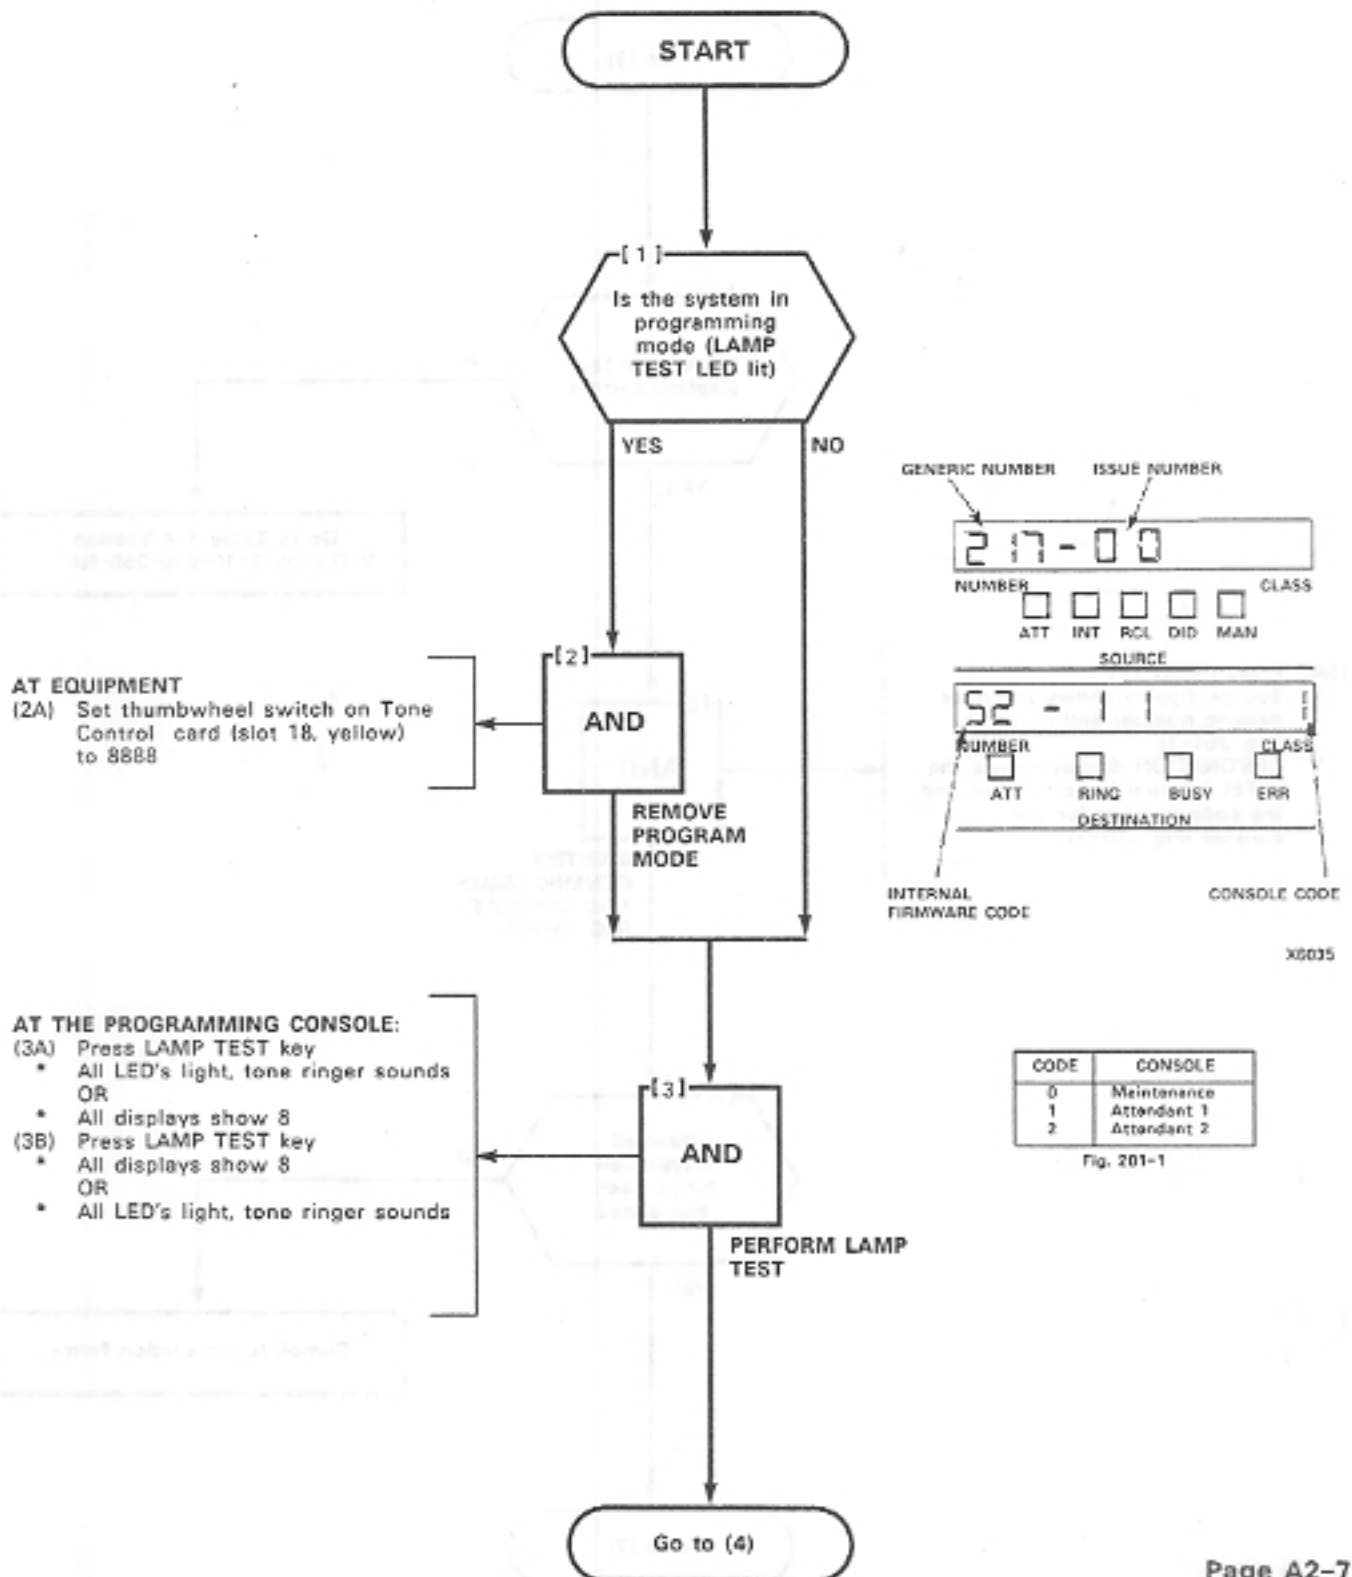 START
[ 1 ]
Is the system in
programming
mode (LAMP
TEST LED lit)
YES
NO
GENERIC NUMBER
ISSUE NUMBER
217-00
NUMBER
CLASS
ATT INT RCL DID MAN
SOURCE
52 - 1 1 1
NUMBER
CLASS
ATT RING BUSY ERR
DESTINATION
INTERNAL
FIRMWARE CODE
CONSOLE CODE
X6035
[2]
AND
REMOVE
PROGRAM
MODE
AT EQUIPMENT
(2A) Set thumbwheel switch on Tone
Control card (slot 18, yellow)
to 8888
AT THE PROGRAMMING CONSOLE:
(3A) Press LAMP TEST key
* All LED's light, tone ringer sounds
OR
* All displays show 8
(3B) Press LAMP TEST key
* All displays show 8
OR
* All LED's light, tone ringer sounds
[3]
AND
PERFORM LAMP
TEST
CODE CONSOLE
0 Maintenance
1 Attendant 1
2 Attendant 2
Fig. 201-1
Go to (4)
Page A2-7